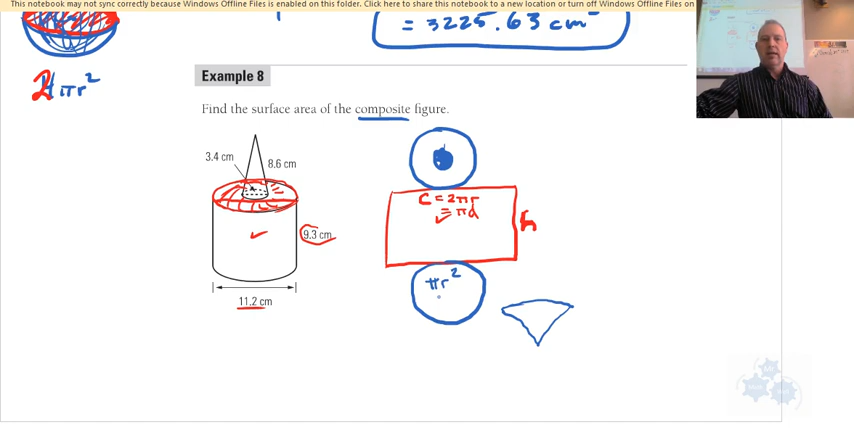 This notebook may not sync correctly because Windows Offline Files is enabled on this folder. Click here to share this notebook to a new location or turn off Windows Offline Files on
= 3225.63 cm
2πr²
Example 8
Find the surface area of the composite figure.
3.4 cm
8.6 cm
9.3 cm
11.2 cm
C = 2πr
= πd
h
πr²